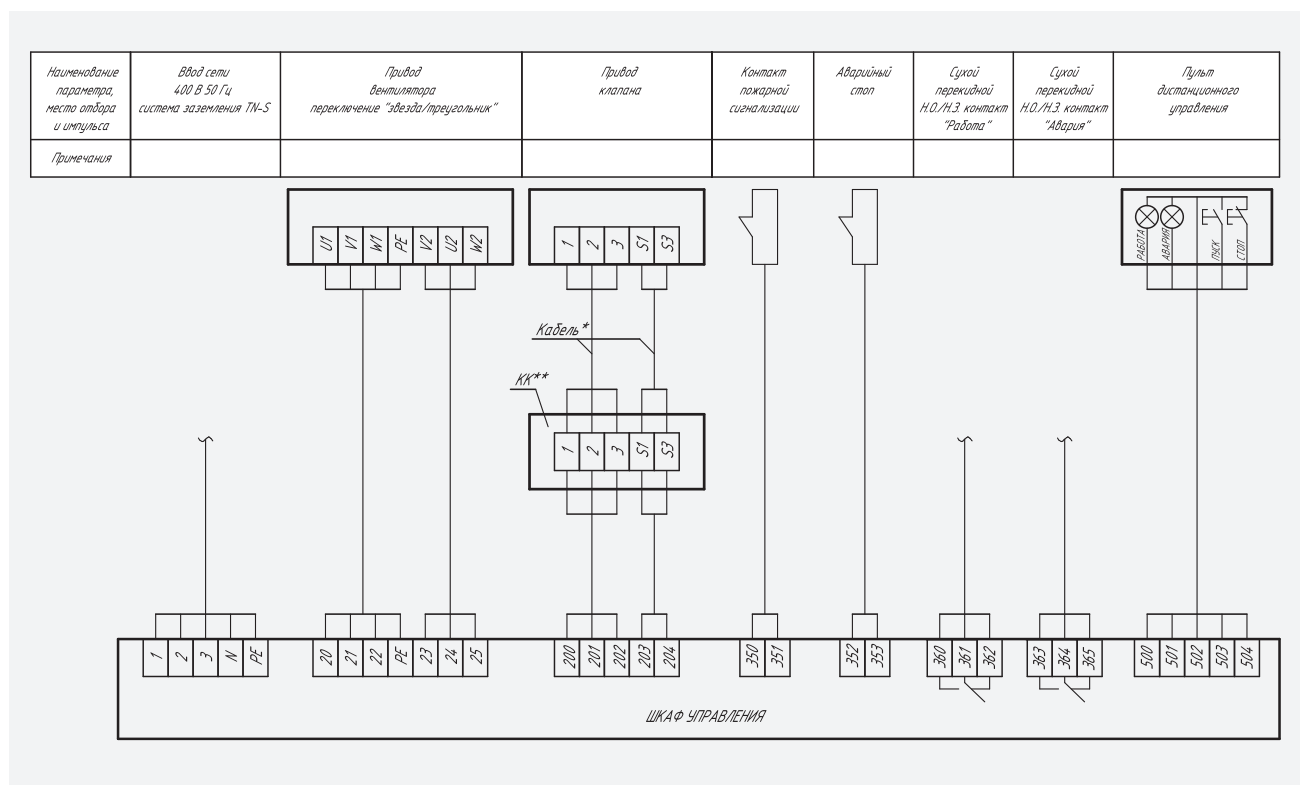 Наименование
параметра,
место отбора
и импульса
Ввод сети
400 В 50 Гц
система заземления TN-S
Привод
вентилятора
переключение "звезда/треугольник"
Привод
клапана
Контакт
пожарной
сигнализации
Аварийный
стоп
Сухой
перекидной
Н.О./Н.З. контакт
"Работа"
Сухой
перекидной
Н.О./Н.З. контакт
"Авария"
Пульт
дистанционного
управления
Примечания
U1 V1 W1 PE V2 U2 W2
1 2 3 S1 S3
РАБОТА АВАРИЯ ПУСК СТОП
Кабель*
КК**
1 2 3 S1 S3
1 2 3 N PE
20 21 22 PE 23 24 25
200 201 202 203 204
350 351
352 353
360 361 362
363 364 365
500 501 502 503 504
ШКАФ УПРАВЛЕНИЯ